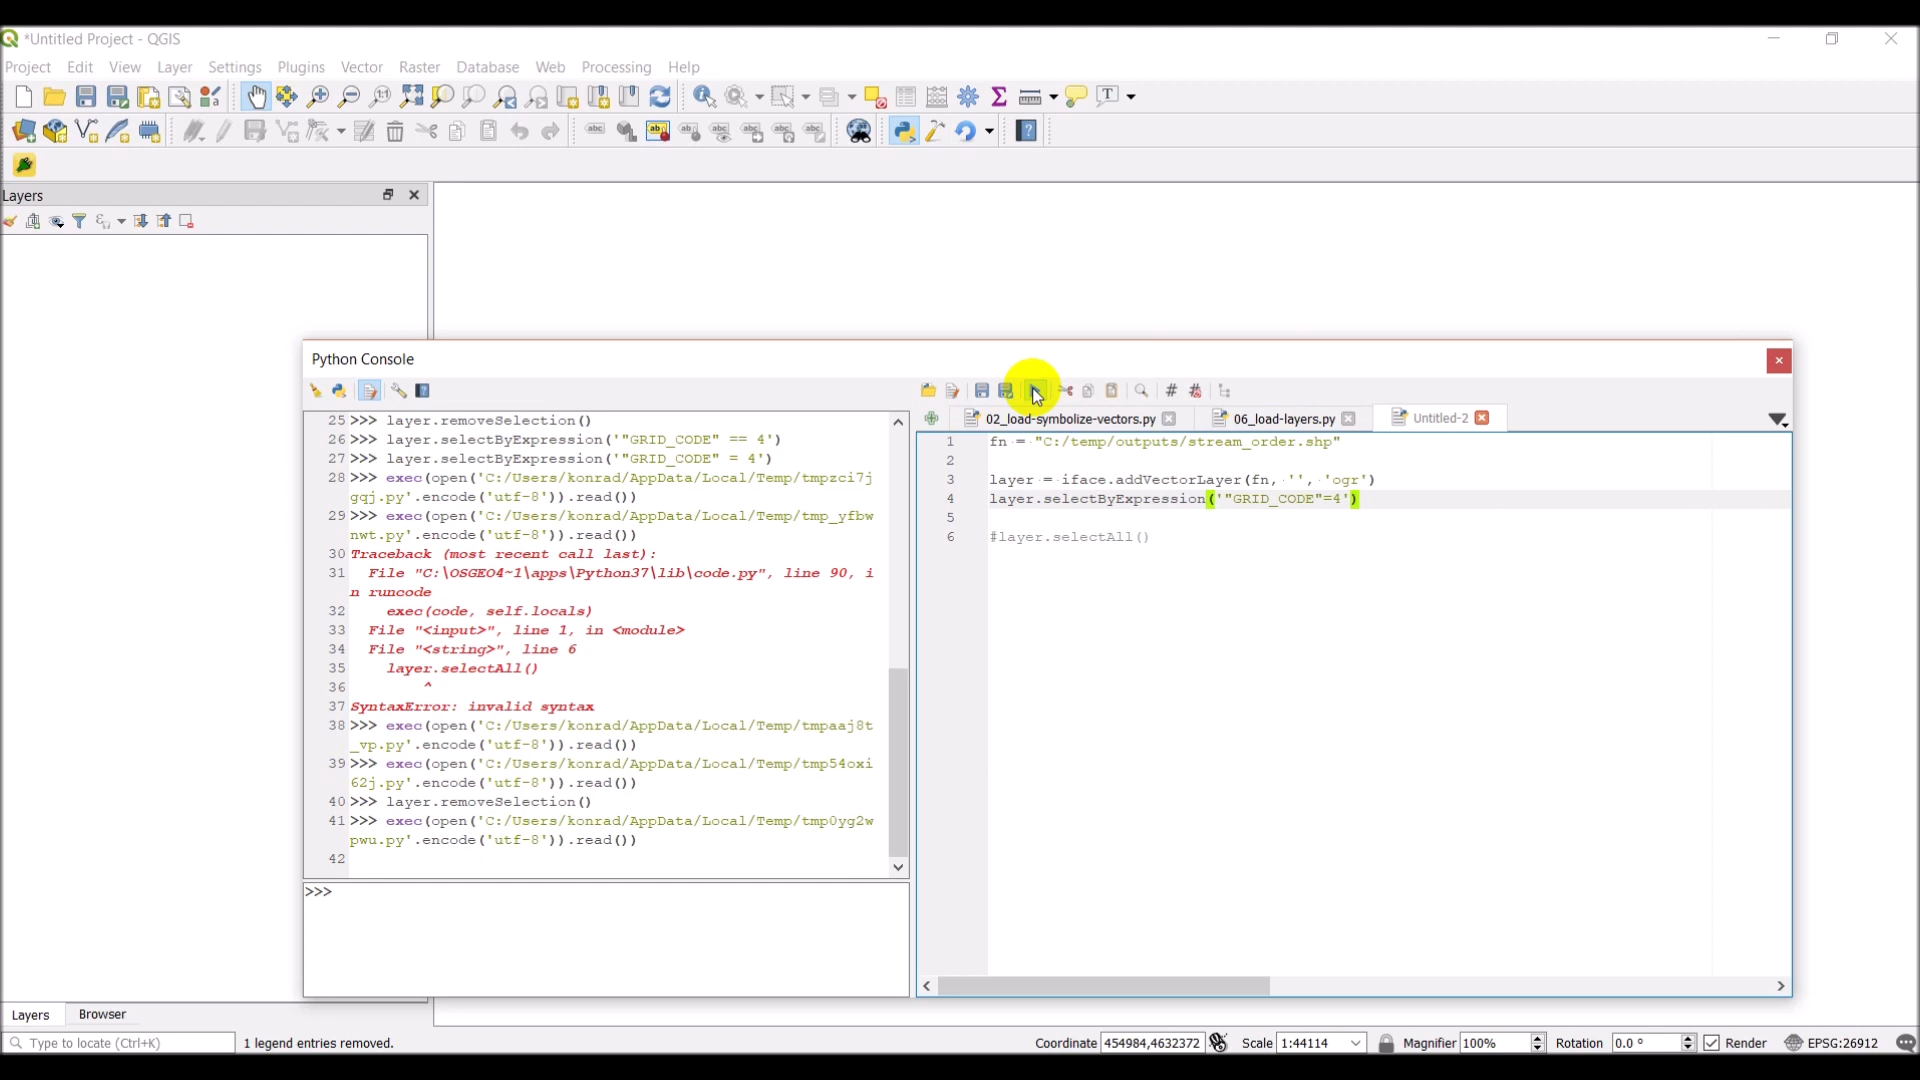 *Untitled Project - QGIS
Project Edit View Layer Settings Plugins Vector Raster Database Web Processing Help
Layers
Python Console
02_load-symbolize-vectors.py 06_load-layers.py Untitled-2
25 >>> layer.removeSelection()
26 >>> layer.selectByExpression('"GRID_CODE" == 4')
27 >>> layer.selectByExpression('"GRID_CODE" = 4')
28 >>> exec(open('C:/Users/konrad/AppData/Local/Temp/tmpzci7j
gqj.py'.encode('utf-8')).read())
29 >>> exec(open('C:/Users/konrad/AppData/Local/Temp/tmp_yfbw
nwt.py'.encode('utf-8')).read())
30 Traceback (most recent call last):
31 File "C:\OSGEO4~1\apps\Python37\lib\code.py", line 90, i
n runcode
32 exec(code, self.locals)
33 File "<input>", line 1, in <module>
34 File "<string>", line 6
35 layer.selectAll()
36 ^
37 SyntaxError: invalid syntax
38 >>> exec(open('C:/Users/konrad/AppData/Local/Temp/tmpaaj8t
_vp.py'.encode('utf-8')).read())
39 >>> exec(open('C:/Users/konrad/AppData/Local/Temp/tmp54oxi
62j.py'.encode('utf-8')).read())
40 >>> layer.removeSelection()
41 >>> exec(open('C:/Users/konrad/AppData/Local/Temp/tmp0yg2w
pwu.py'.encode('utf-8')).read())
42
>>>
1 fn = "C:/temp/outputs/stream_order.shp"
2
3 layer = iface.addVectorLayer(fn, '', 'ogr')
4 layer.selectByExpression('"GRID_CODE"=4')
5
6 #layer.selectAll()
Layers Browser
Type to locate (Ctrl+K) 1 legend entries removed. Coordinate 454984,4632372 Scale 1:44114 Magnifier 100% Rotation 0.0 ° Render EPSG:26912